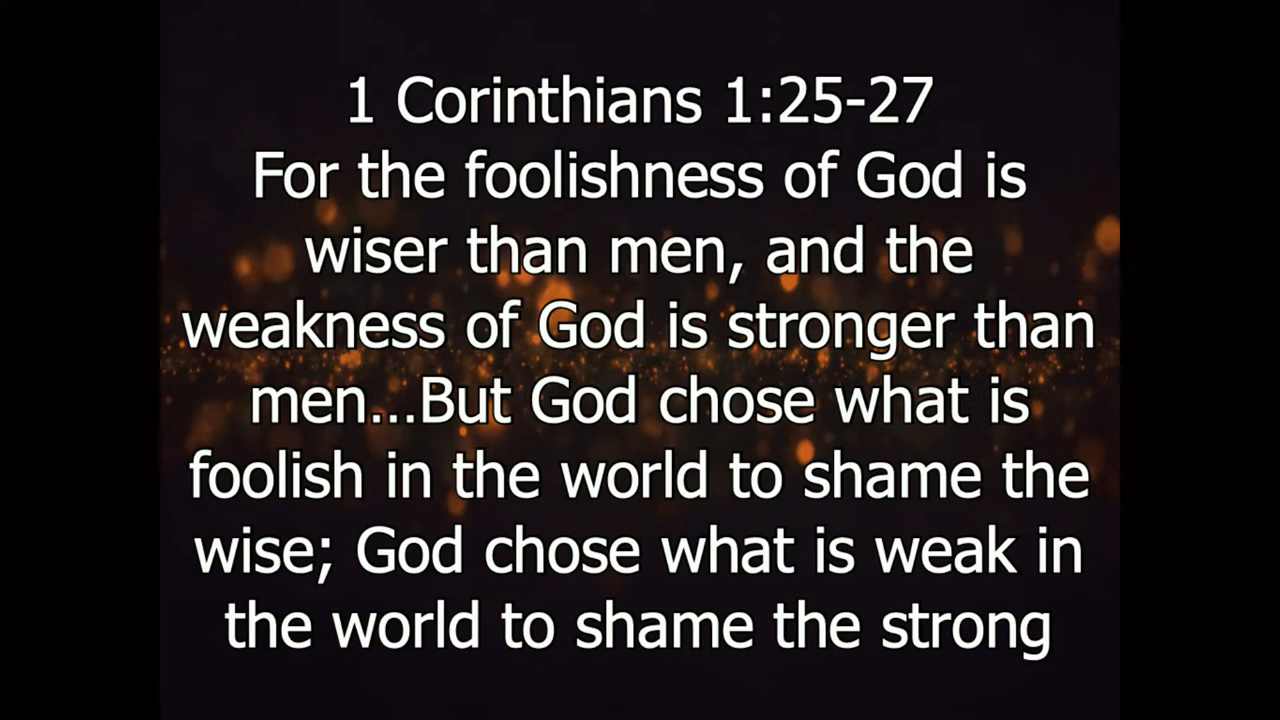 1 Corinthians 1:25-27
For the foolishness of God is
wiser than men, and the
weakness of God is stronger than
men...But God chose what is
foolish in the world to shame the
wise; God chose what is weak in
the world to shame the strong